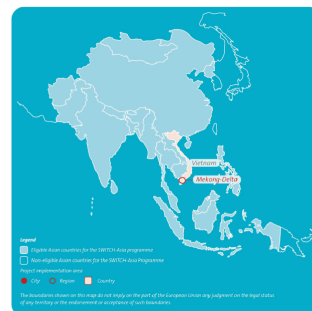 Vietnam
Mekong-Delta
Legend
Eligible Asian countries for the SWITCH-Asia programme
Non-eligible Asian countries for the SWITCH-Asia Programme
Project implementation area:
City
Region
Country
The boundaries shown on this map do not imply on the part of the European Union any judgment on the legal status
of any territory or the endorsement or acceptance of such boundaries.